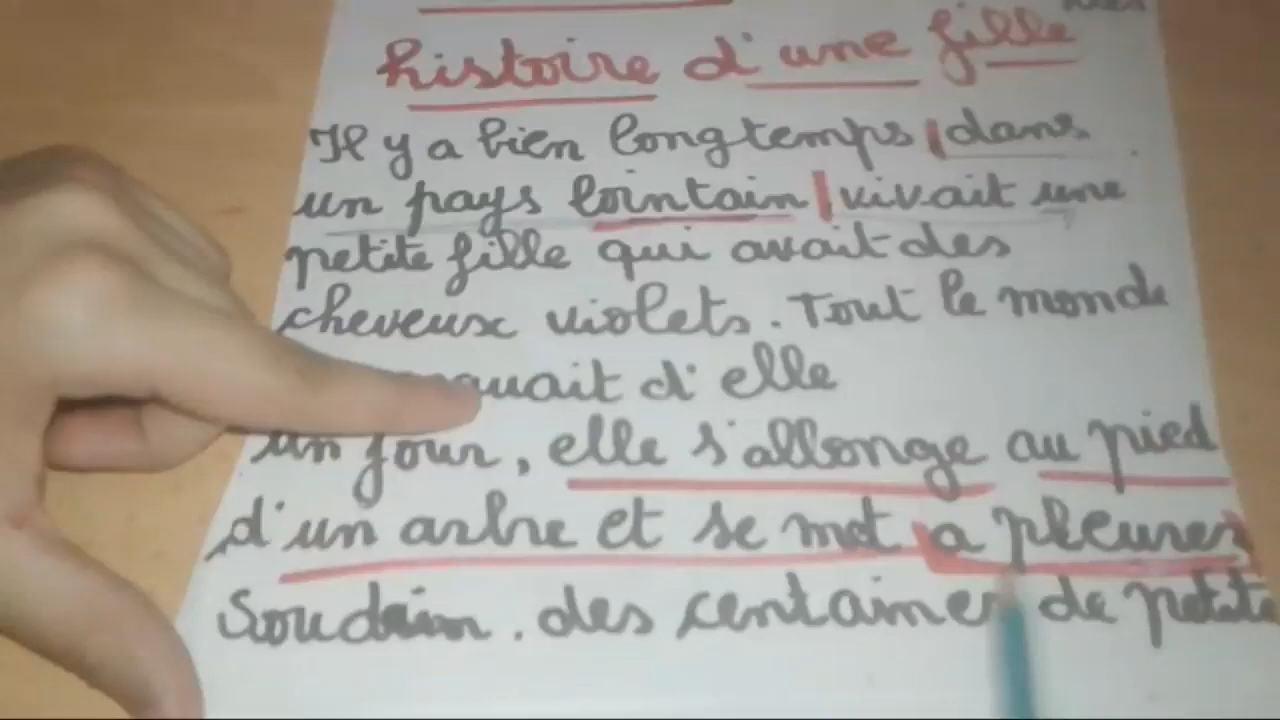 histoire d'une fille
Il y a bien longtemps dans
un pays lointain vivait une
petite fille qui avait des
cheveux violets. Tout le monde
d'elle
un jour, elle s'allonge au pied
d'un arbre et se met a pleurer
Soudain. des centaines de petite